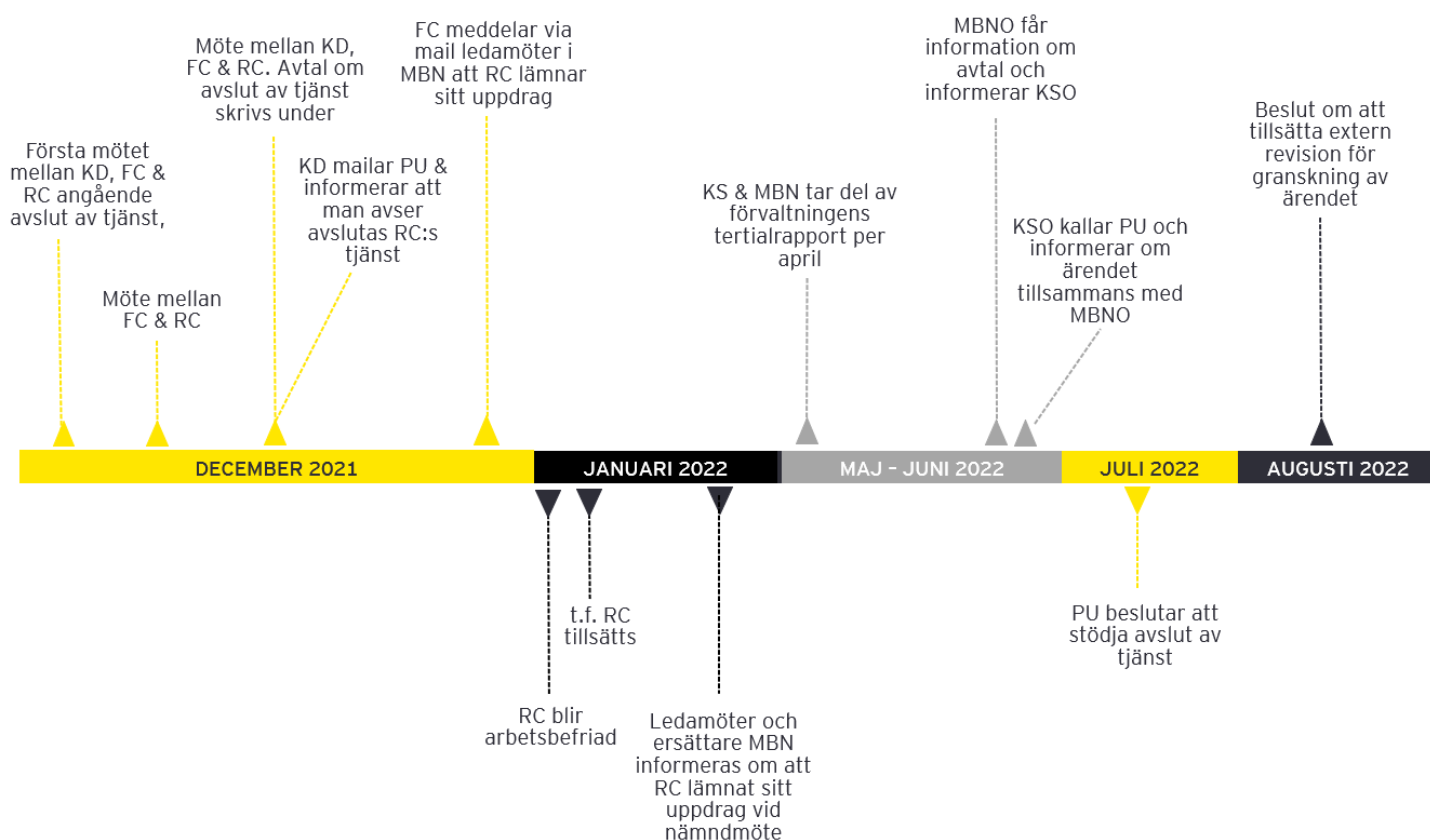 Första mötet
mellan KD, FC &
RC angående
avslut av tjänst,
Möte mellan
FC & RC
Möte mellan KD,
FC & RC. Avtal om
avslut av tjänst
skrivs under
KD mailar PU &
informerar att
man avser
avslutas RC:s
tjänst
FC meddelar via
mail ledamöter i
MBN att RC lämnar
sitt uppdrag
KS & MBN tar del av
förvaltningens
tertialrapport per
april
MBNO får
information om
avtal och
informerar KSO
KSO kallar PU och
informerar om
ärendet
tillsammans med
MBNO
Beslut om att
tillsätta extern
revision för
granskning av
ärendet
DECEMBER 2021
JANUARI 2022
MAJ – JUNI 2022
JULI 2022
AUGUSTI 2022
RC blir
arbetsbefriad
t.f. RC
tillsätts
Ledamöter och
ersättare MBN
informeras om att
RC lämnat sitt
uppdrag vid
nämndmöte
PU beslutar att
stödja avslut av
tjänst